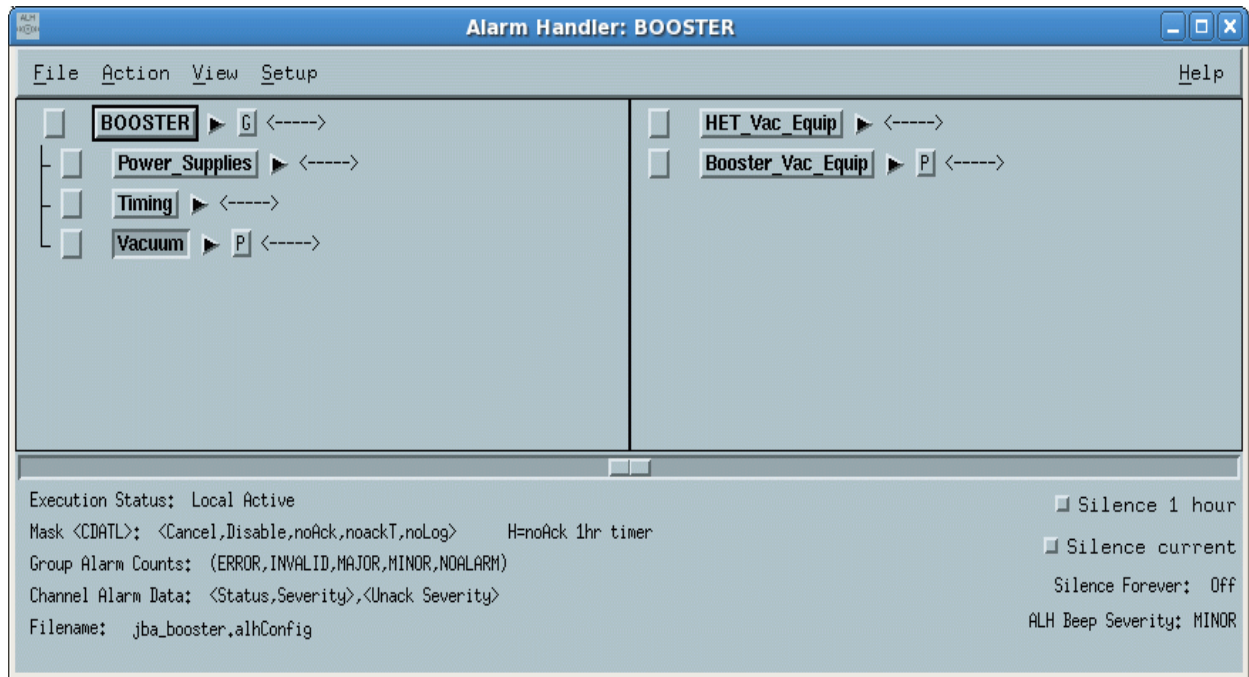 Alarm Handler: BOOSTER
File Action View Setup Help
BOOSTER G <----->
Power_Supplies <----->
Timing <----->
Vacuum P <----->
HET_Vac_Equip <----->
Booster_Vac_Equip P <----->
Execution Status: Local Active
Mask <CDATL>: <Cancel,Disable,noAck,noackT,noLog> H=noAck 1hr timer
Group Alarm Counts: (ERROR,INVALID,MAJOR,MINOR,NOALARM)
Channel Alarm Data: <Status,Severity>,<Unack Severity>
Filename: jba_booster.alhConfig
Silence 1 hour
Silence current
Silence Forever: Off
ALH Beep Severity: MINOR